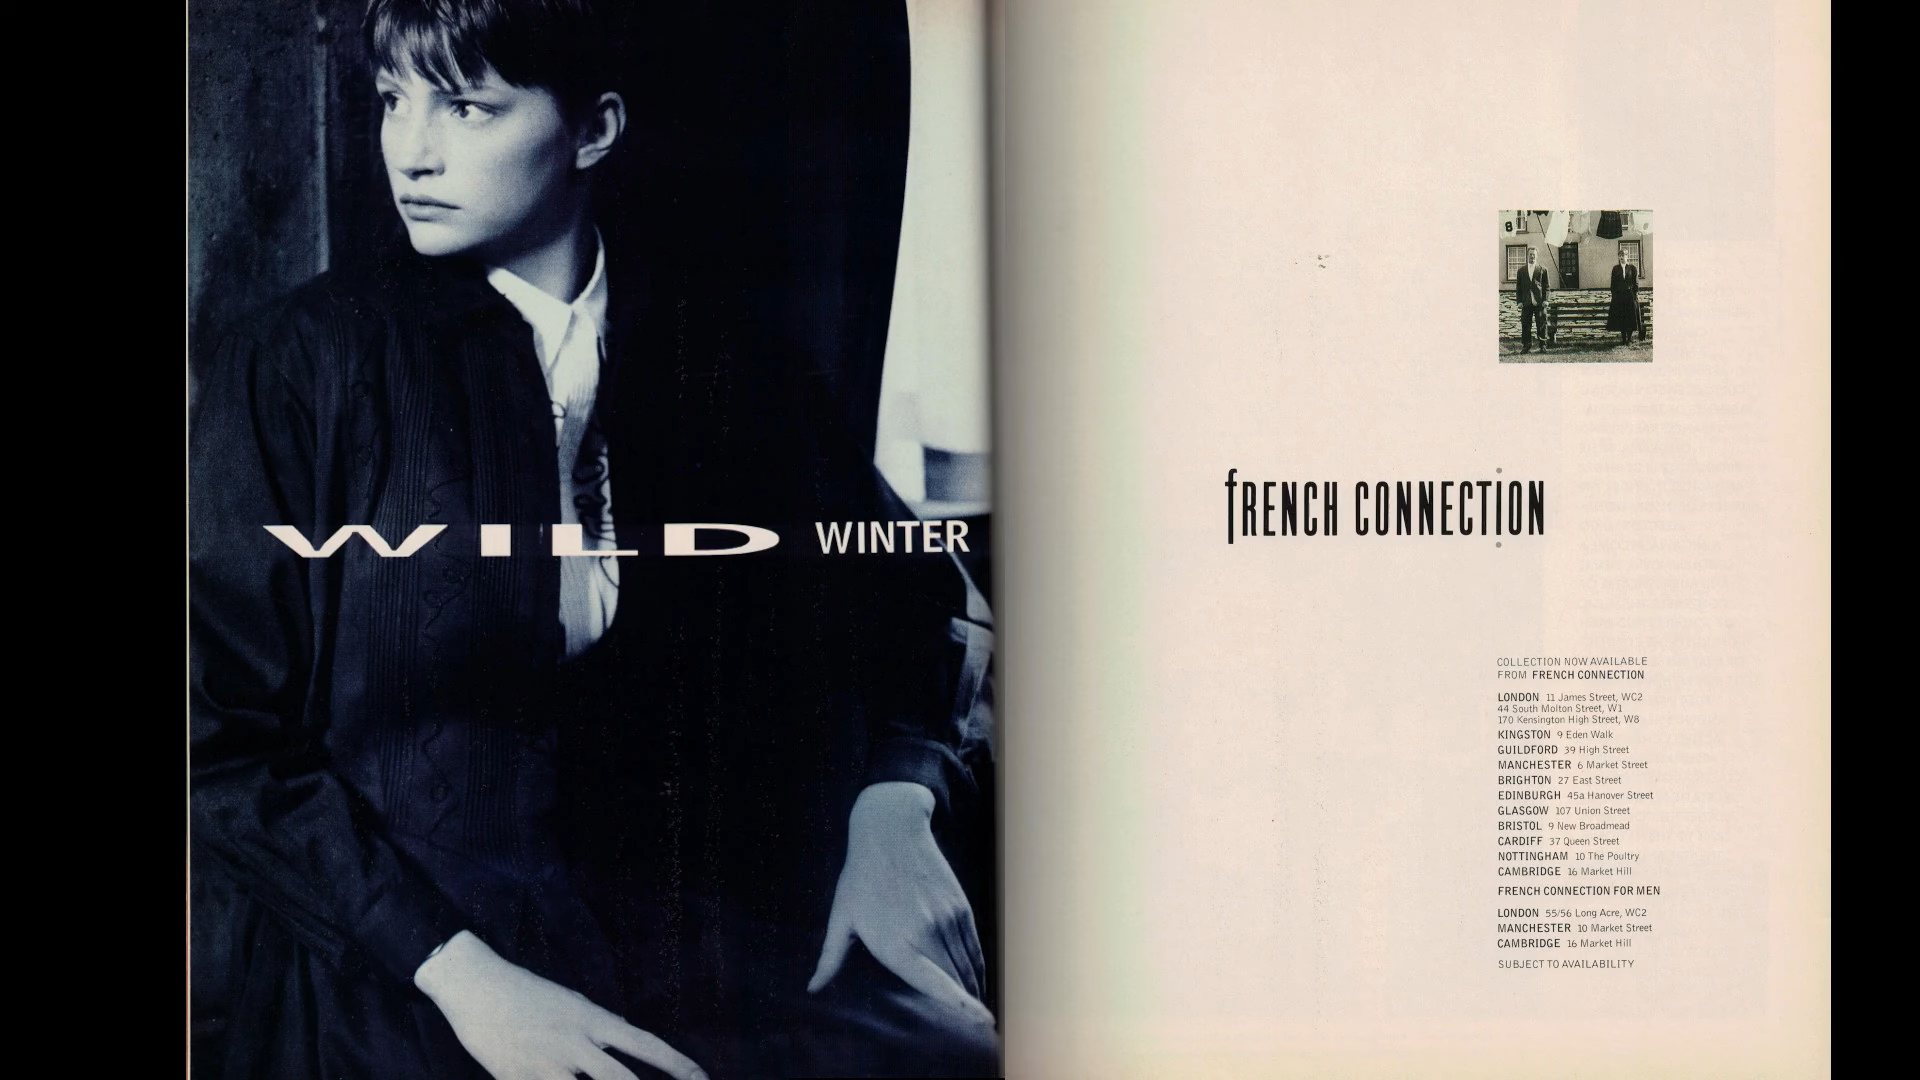 WILD WINTER
8
fRENCH CONNECTiON
COLLECTION NOW AVAILABLE
FROM FRENCH CONNECTION
LONDON 11 James Street, WC2
44 South Molton Street, W1
170 Kensington High Street, W8
KINGSTON 9 Eden Walk
GUILDFORD 39 High Street
MANCHESTER 6 Market Street
BRIGHTON 27 East Street
EDINBURGH 45a Hanover Street
GLASGOW 107 Union Street
BRISTOL 9 New Broadmead
CARDIFF 37 Queen Street
NOTTINGHAM 10 The Poultry
CAMBRIDGE 16 Market Hill
FRENCH CONNECTION FOR MEN
LONDON 55/56 Long Acre, WC2
MANCHESTER 10 Market Street
CAMBRIDGE 16 Market Hill
SUBJECT TO AVAILABILITY